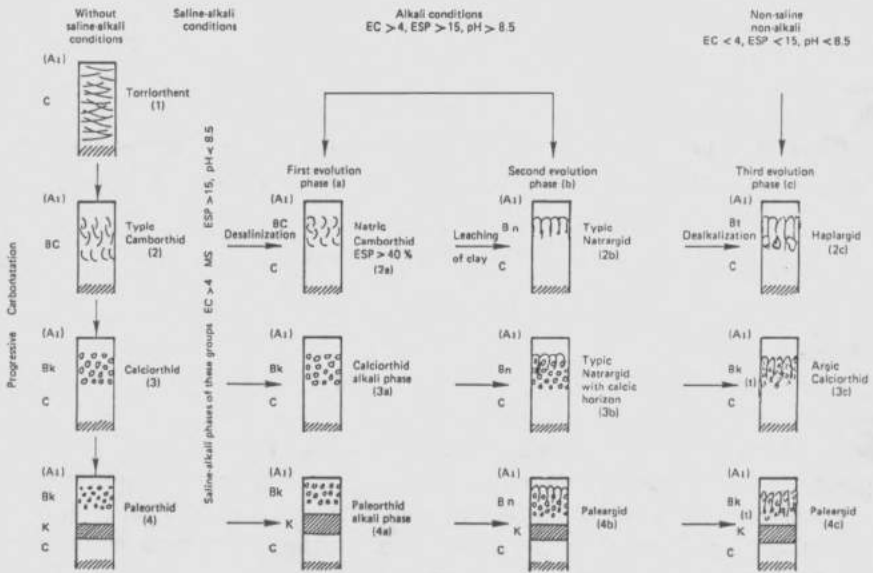 Without
saline-alkali
conditions
Saline-alkali
conditions
Alkali conditions
EC > 4, ESP > 15, pH > 8.5
Non-saline
non-alkali
EC < 4, ESP < 15, pH < 8.5
(A1)
C
Torriorthent
(1)
First evolution
phase (a)
Second evolution
phase (b)
Third evolution
phase (c)
(A1)
BC
Typic
Camborthid
(2)
Desalinization
(A1)
BC
C
Natric
Camborthid
ESP > 40 %
(2a)
Leaching
of clay
(A1)
Bn
C
Typic
Natrargid
(2b)
Dealkalization
(A1)
Bt
C
Haplargid
(2c)
(A1)
Bk
C
Calciorthid
(3)
(A1)
Bk
C
Calciorthid
alkali phase
(3a)
(A1)
Bn
C
Typic
Natrargid
with calcic
horizon
(3b)
(A1)
Bk
(t)
C
Argic
Calciorthid
(3c)
(A1)
Bk
K
C
Paleorthid
(4)
(A1)
Bk
K
C
Paleorthid
alkali phase
(4a)
(A1)
Bn
K
C
Paleargid
(4b)
(A1)
Bk
(t)
K
C
Paleargid
(4c)
Progressive Carbonatation
Saline-alkali phases of these groups EC >4 MS ESP > 15, pH < 8.5